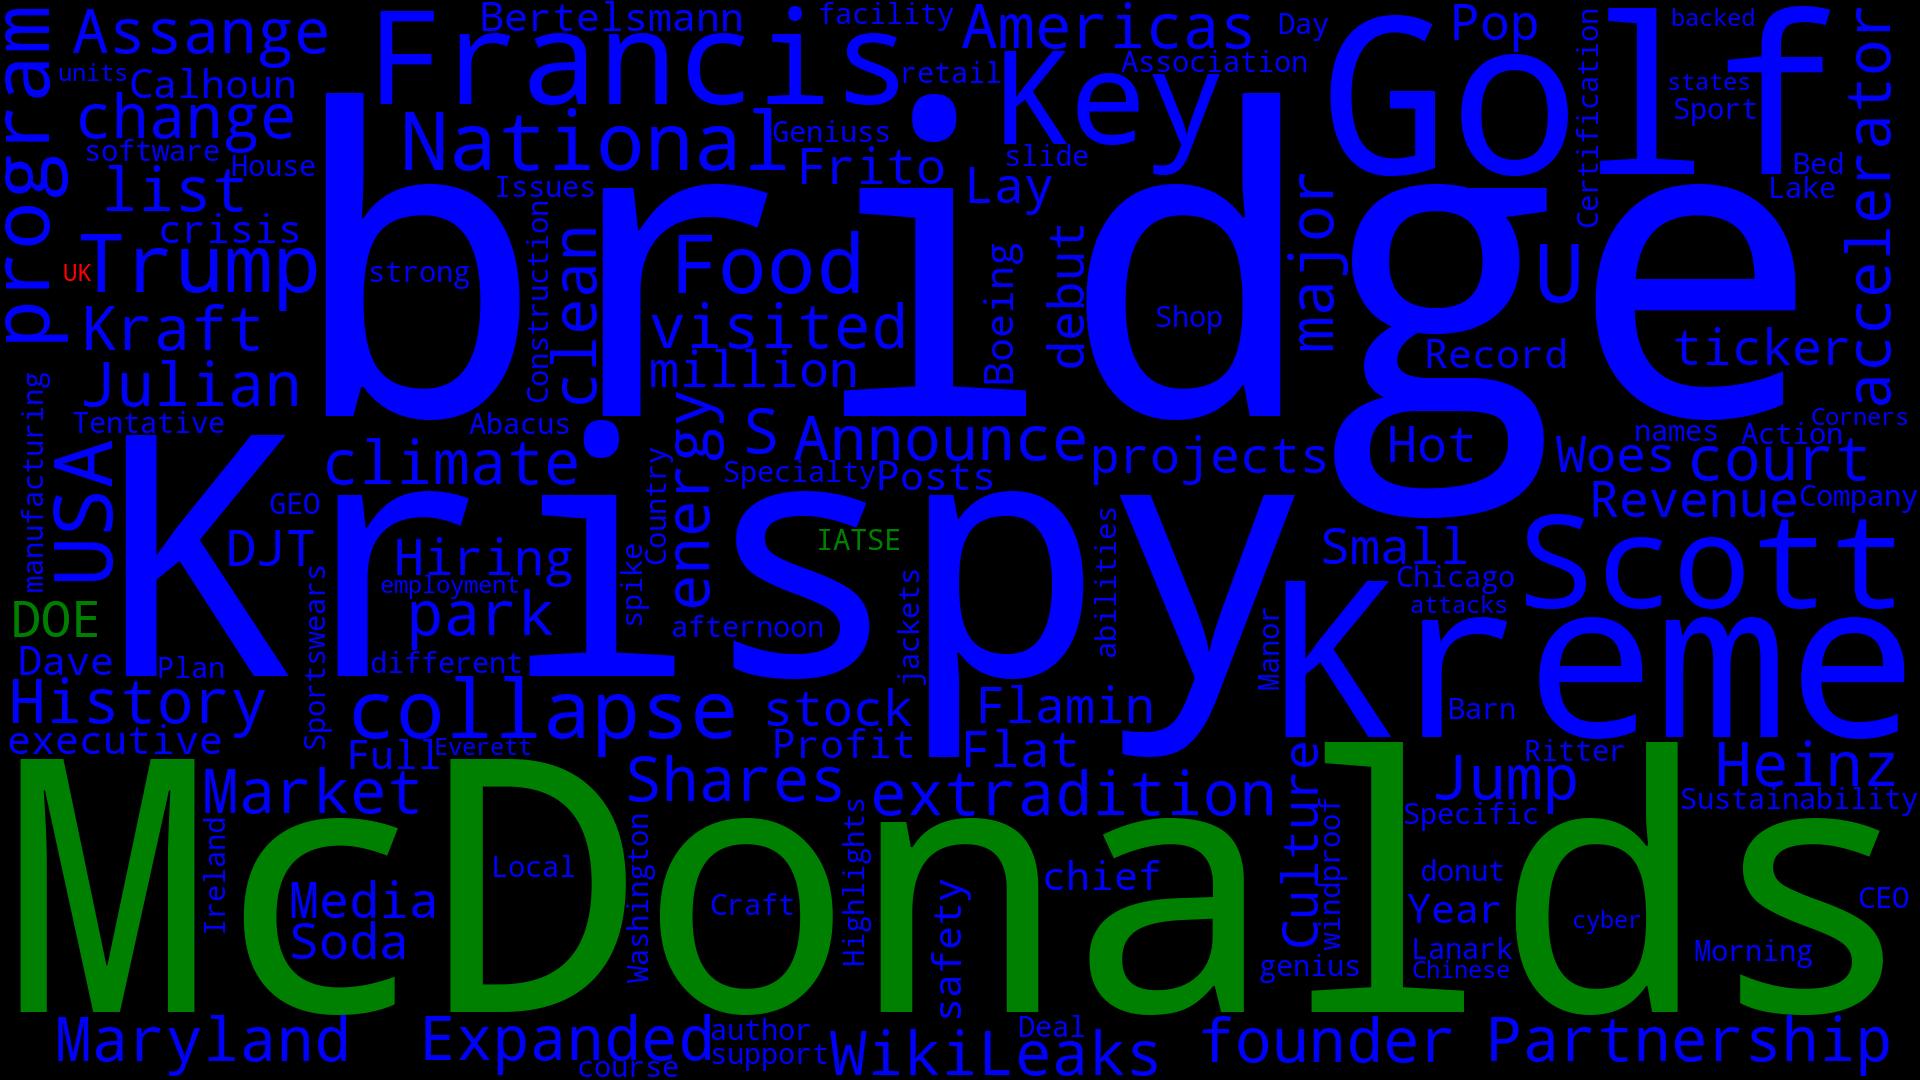 program
Assange
Francis
Bertelsmann
facility
Americas
Day
Golf
Pop
backed
units
Calhoun
retail
Key
Association
Certification
states
Sport
accelerator
change
National
Geniuss
software
House
Frito
slide
Bed
list
Issues
Lay
Lake
crisis
bridge
Trump
UK
strong
Construction
clean
Food
Boeing
debut
major
U
Shop
Kraft
visited
million
Record
ticker
Julian
Tentative
Abacus
S
Announce
Hot
names
Action
Corners
manufacturing
USA
climate
Country
energy
Specialty
Posts
projects
Woes
court
Revenue
Company
GEO
DJT
Krispy
Hiring
employment
spike
IATSE
abilities
Small
Scott
Chicago
attacks
DOE
Sportswears
park
afternoon
jackets
Manor
Kreme
Dave
Plan
different
History
collapse
stock
Flamin
Barn
executive
Full
Everett
Profit
Flat
Culture
Ritter
Market
Shares
extradition
Jump
Heinz
Sustainability
McDonalds
Ireland
Local
Washington
Highlights
windproof
Specific
Media
Soda
Craft
safety
chief
donut
Year
CEO
cyber
Lanark
Chinese
genius
Morning
Maryland
Expanded
author
support
course
WikiLeaks
Deal
founder
Partnership